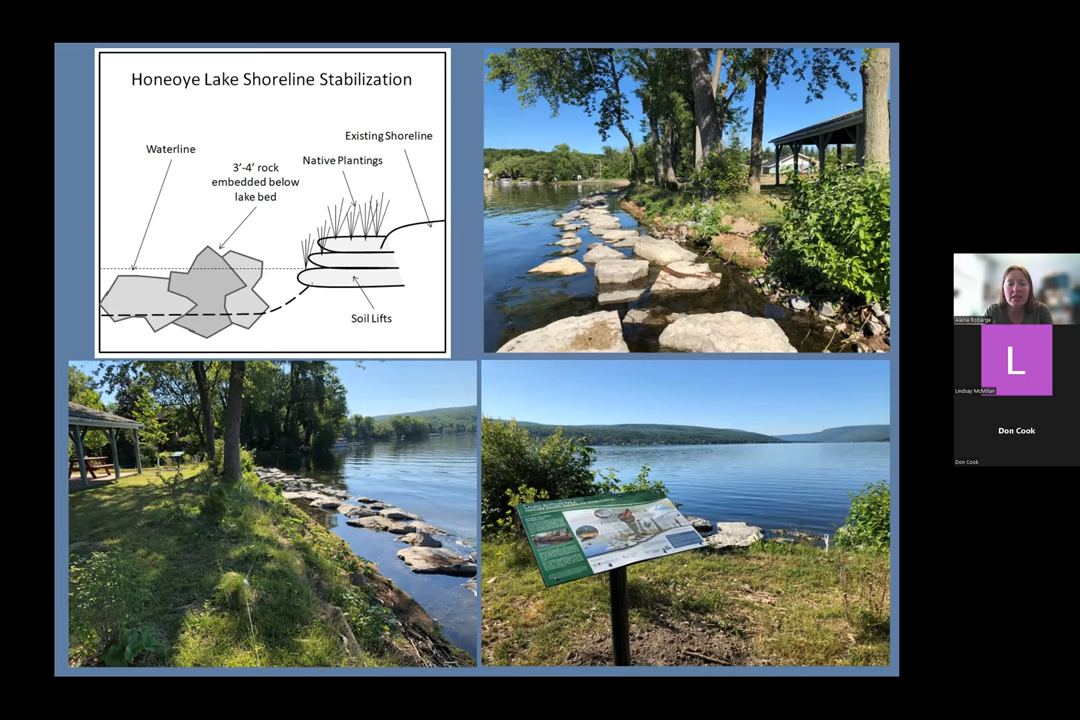 Honeoye Lake Shoreline Stabilization
Existing Shoreline
Waterline
Native Plantings
3’-4’ rock
embedded below
lake bed
Soil Lifts
Alaina Robarge
L
Lindsay McMillan
Don Cook
Don Cook